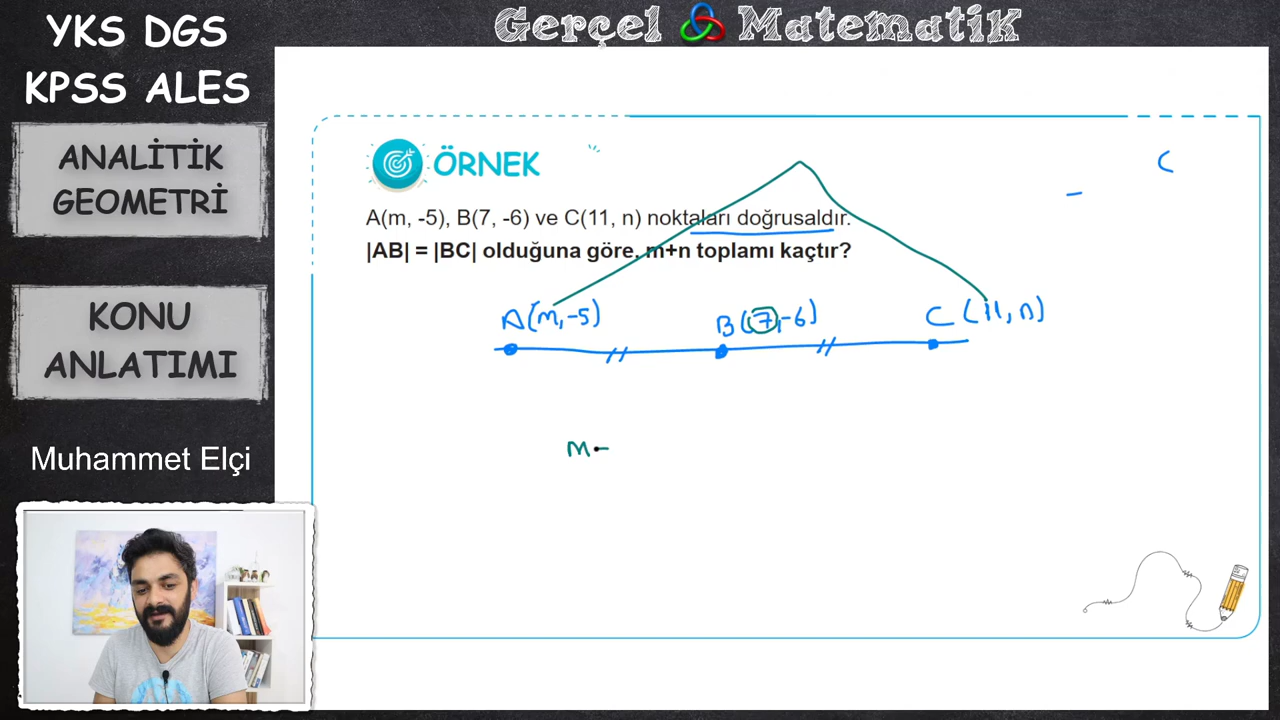 YKS DGS
KPSS ALES
ANALİTİK
GEOMETRİ
KONU
ANLATIMI
Muhammet Elçi
Gerçel Matematik
ÖRNEK
A(m, -5), B(7, -6) ve C(11, n) noktaları doğrusaldır.
|AB| = |BC| olduğuna göre, m+n toplamı kaçtır?
A(m,-5) B(7,-6) C(11,n)
m-